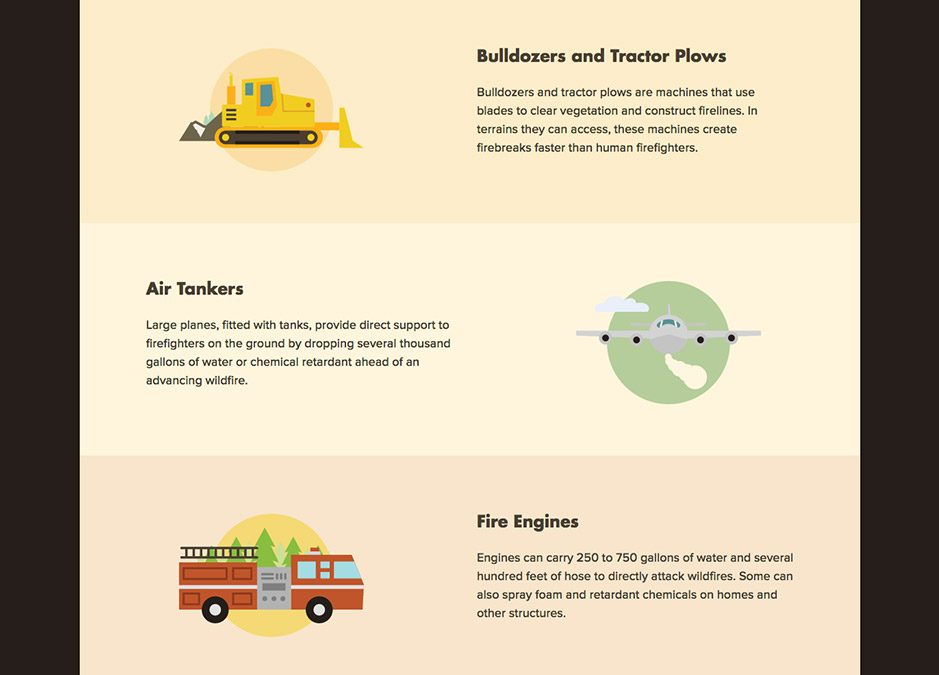 Bulldozers and Tractor Plows
Bulldozers and tractor plows are machines that use
blades to clear vegetation and construct firelines. In
terrains they can access, these machines create
firebreaks faster than human firefighters.
Air Tankers
Large planes, fitted with tanks, provide direct support to
firefighters on the ground by dropping several thousand
gallons of water or chemical retardant ahead of an
advancing wildfire.
Fire Engines
Engines can carry 250 to 750 gallons of water and several
hundred feet of hose to directly attack wildfires. Some can
also spray foam and retardant chemicals on homes and
other structures.